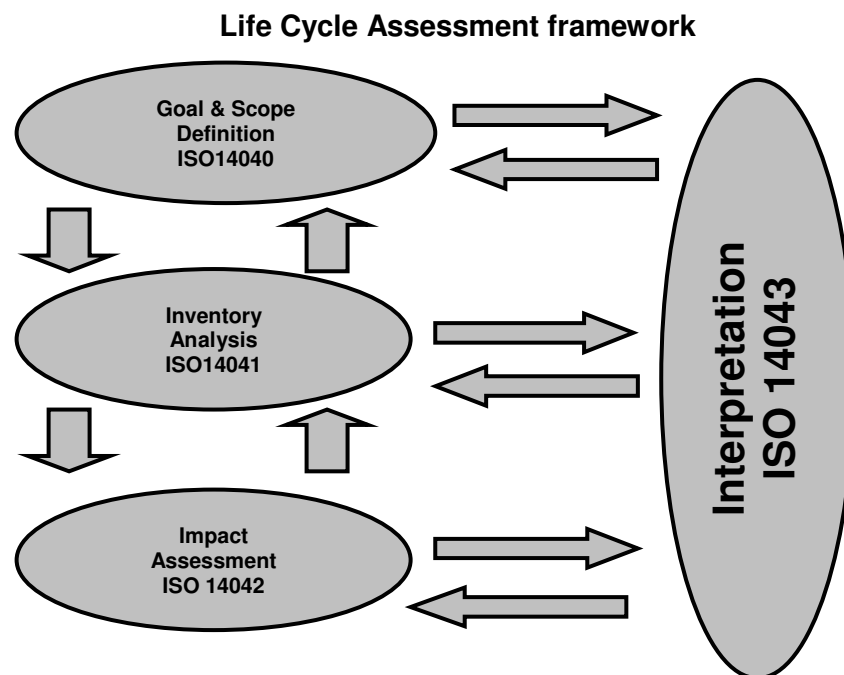 Life Cycle Assessment framework
Goal & Scope
Definition
ISO14040
Inventory
Analysis
ISO14041
Impact
Assessment
ISO 14042
Interpretation
ISO 14043